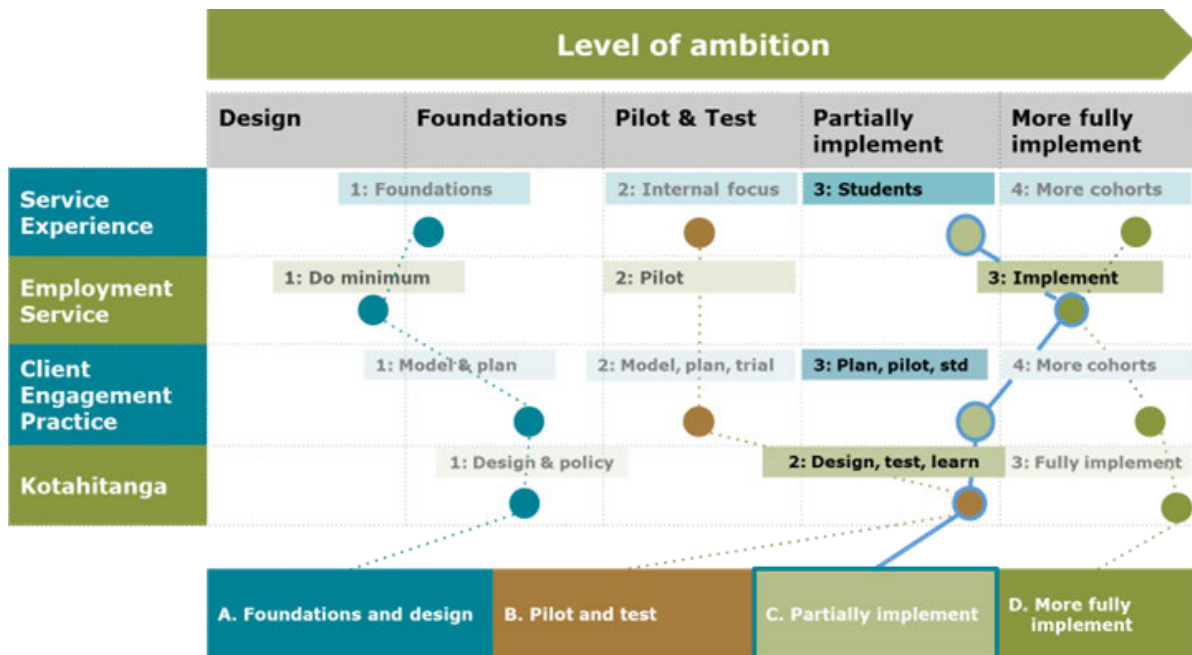 Level of ambition
Design
Foundations
Pilot & Test
Partially
implement
More fully
implement
Service
Experience
1: Foundations
2: Internal focus
3: Students
4: More cohorts
Employment
Service
1: Do minimum
2: Pilot
3: Implement
Client
Engagement
Practice
1: Model & plan
2: Model, plan, trial
3: Plan, pilot, std
4: More cohorts
Kotahitanga
1: Design & policy
2: Design, test, learn
3: Fully implement
A. Foundations and design
B. Pilot and test
C. Partially implement
D. More fully
implement